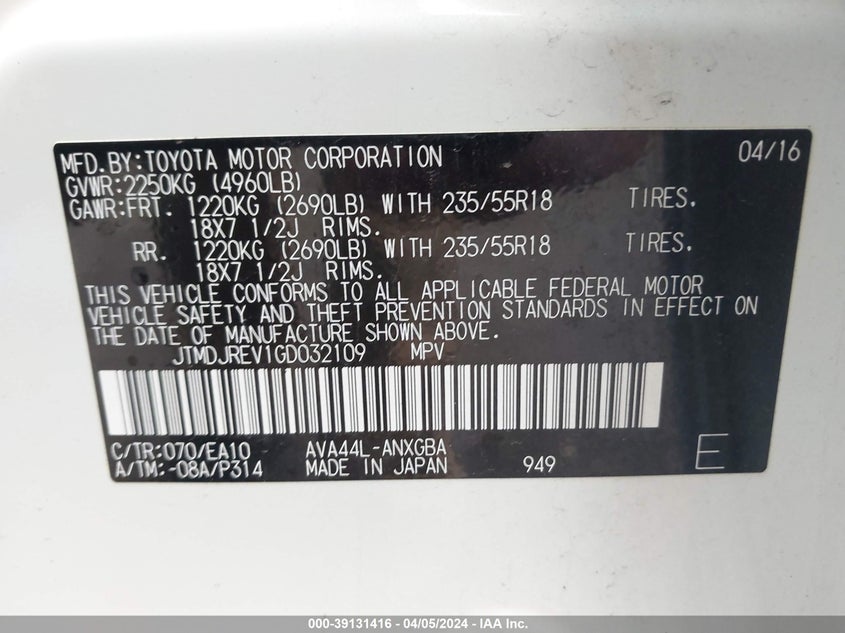 MFD.BY:TOYOTA MOTOR CORPORATION 04/16
GVWR:2250KG (4960LB)
GAWR:FRT. 1220KG (2690LB) WITH 235/55R18 TIRES.
18X7 1/2J RIMS.
RR. 1220KG (2690LB) WITH 235/55R18 TIRES.
18X7 1/2J RIMS.
THIS VEHICLE CONFORMS TO ALL APPLICABLE FEDERAL MOTOR
VEHICLE SAFETY AND THEFT PREVENTION STANDARDS IN EFFECT ON
THE DATE OF MANUFACTURE SHOWN ABOVE.
JTMDJREV1GD032109 MPV
C/TR:070/EA10 AVA44L-ANXGBA
A/TM:-08A/P314 MADE IN JAPAN 949 E
000-39131416 - 04/05/2024 - IAA Inc.